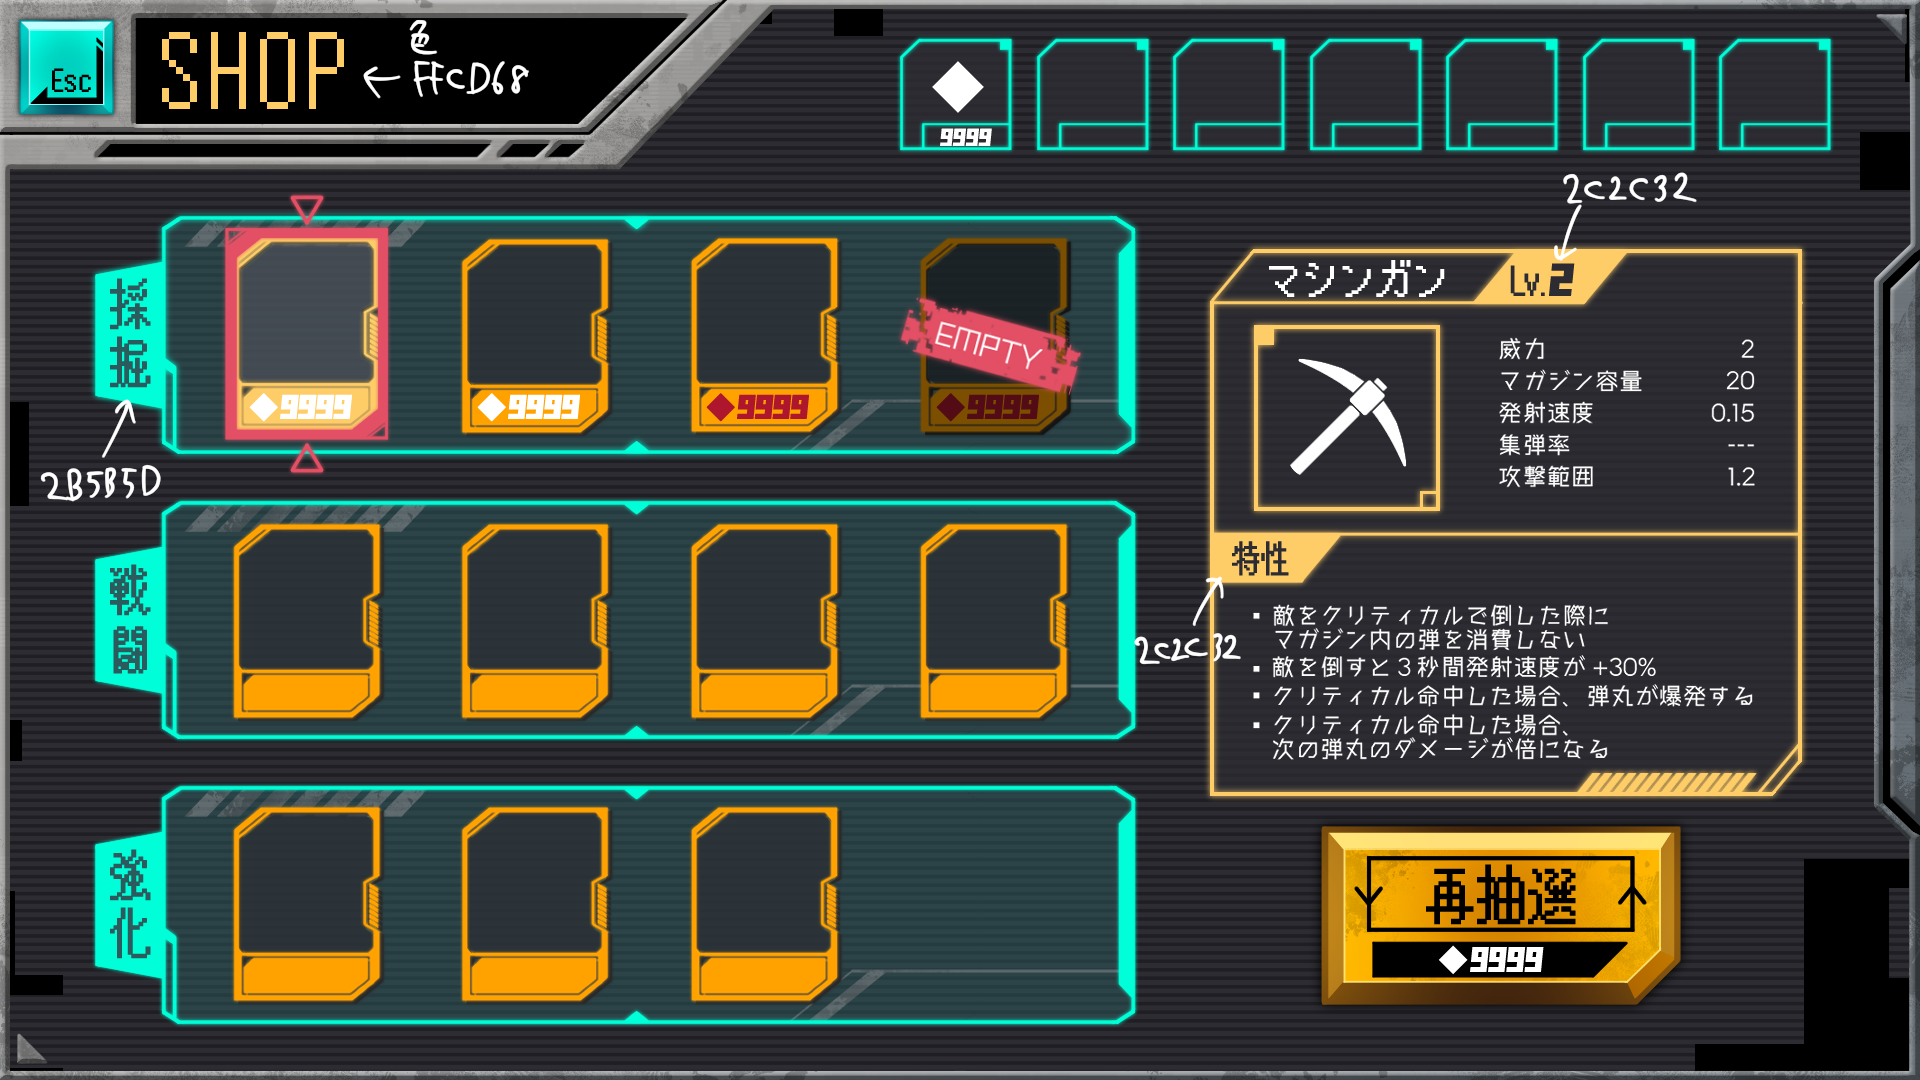 Esc
SHOP
色
← FFCD68
9999
2C2C32
採掘
9999
9999
9999
EMPTY
9999
2B5B5D
戦闘
強化
マシンガン
Lv.2
威力 2
マガジン容量 20
発射速度 0.15
集弾率 ---
攻撃範囲 1.2
特性
2C2C32
▪ 敵をクリティカルで倒した際に
マガジン内の弾を消費しない
▪ 敵を倒すと3秒間発射速度が+30%
▪ クリティカル命中した場合、弾丸が爆発する
▪ クリティカル命中した場合、
次の弾丸のダメージが倍になる
再抽選
9999